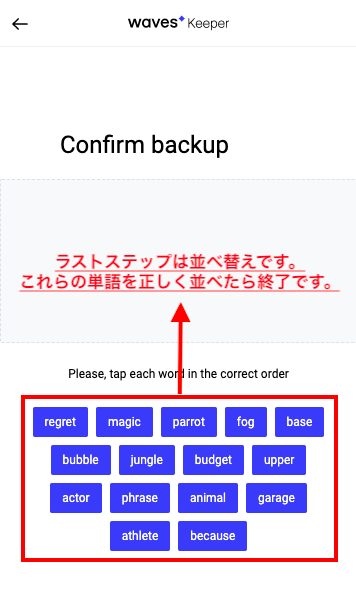 waves Keeper
Confirm backup
ラストステップは並べ替えです。
これらの単語を正しく並べたら終了です。
Please, tap each word in the correct order
regret magic parrot fog base
bubble jungle budget upper
actor phrase animal garage
athlete because